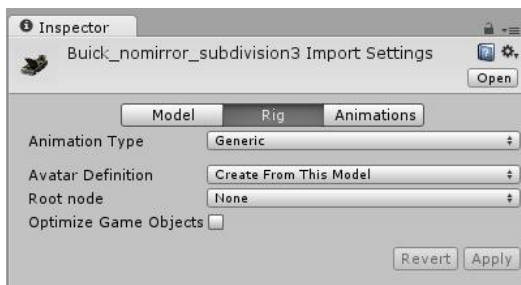 Inspector
Buick_nomirror_subdivision3 Import Settings
Open
Model Rig Animations
Animation Type Generic
Avatar Definition Create From This Model
Root node None
Optimize Game Objects
Revert Apply